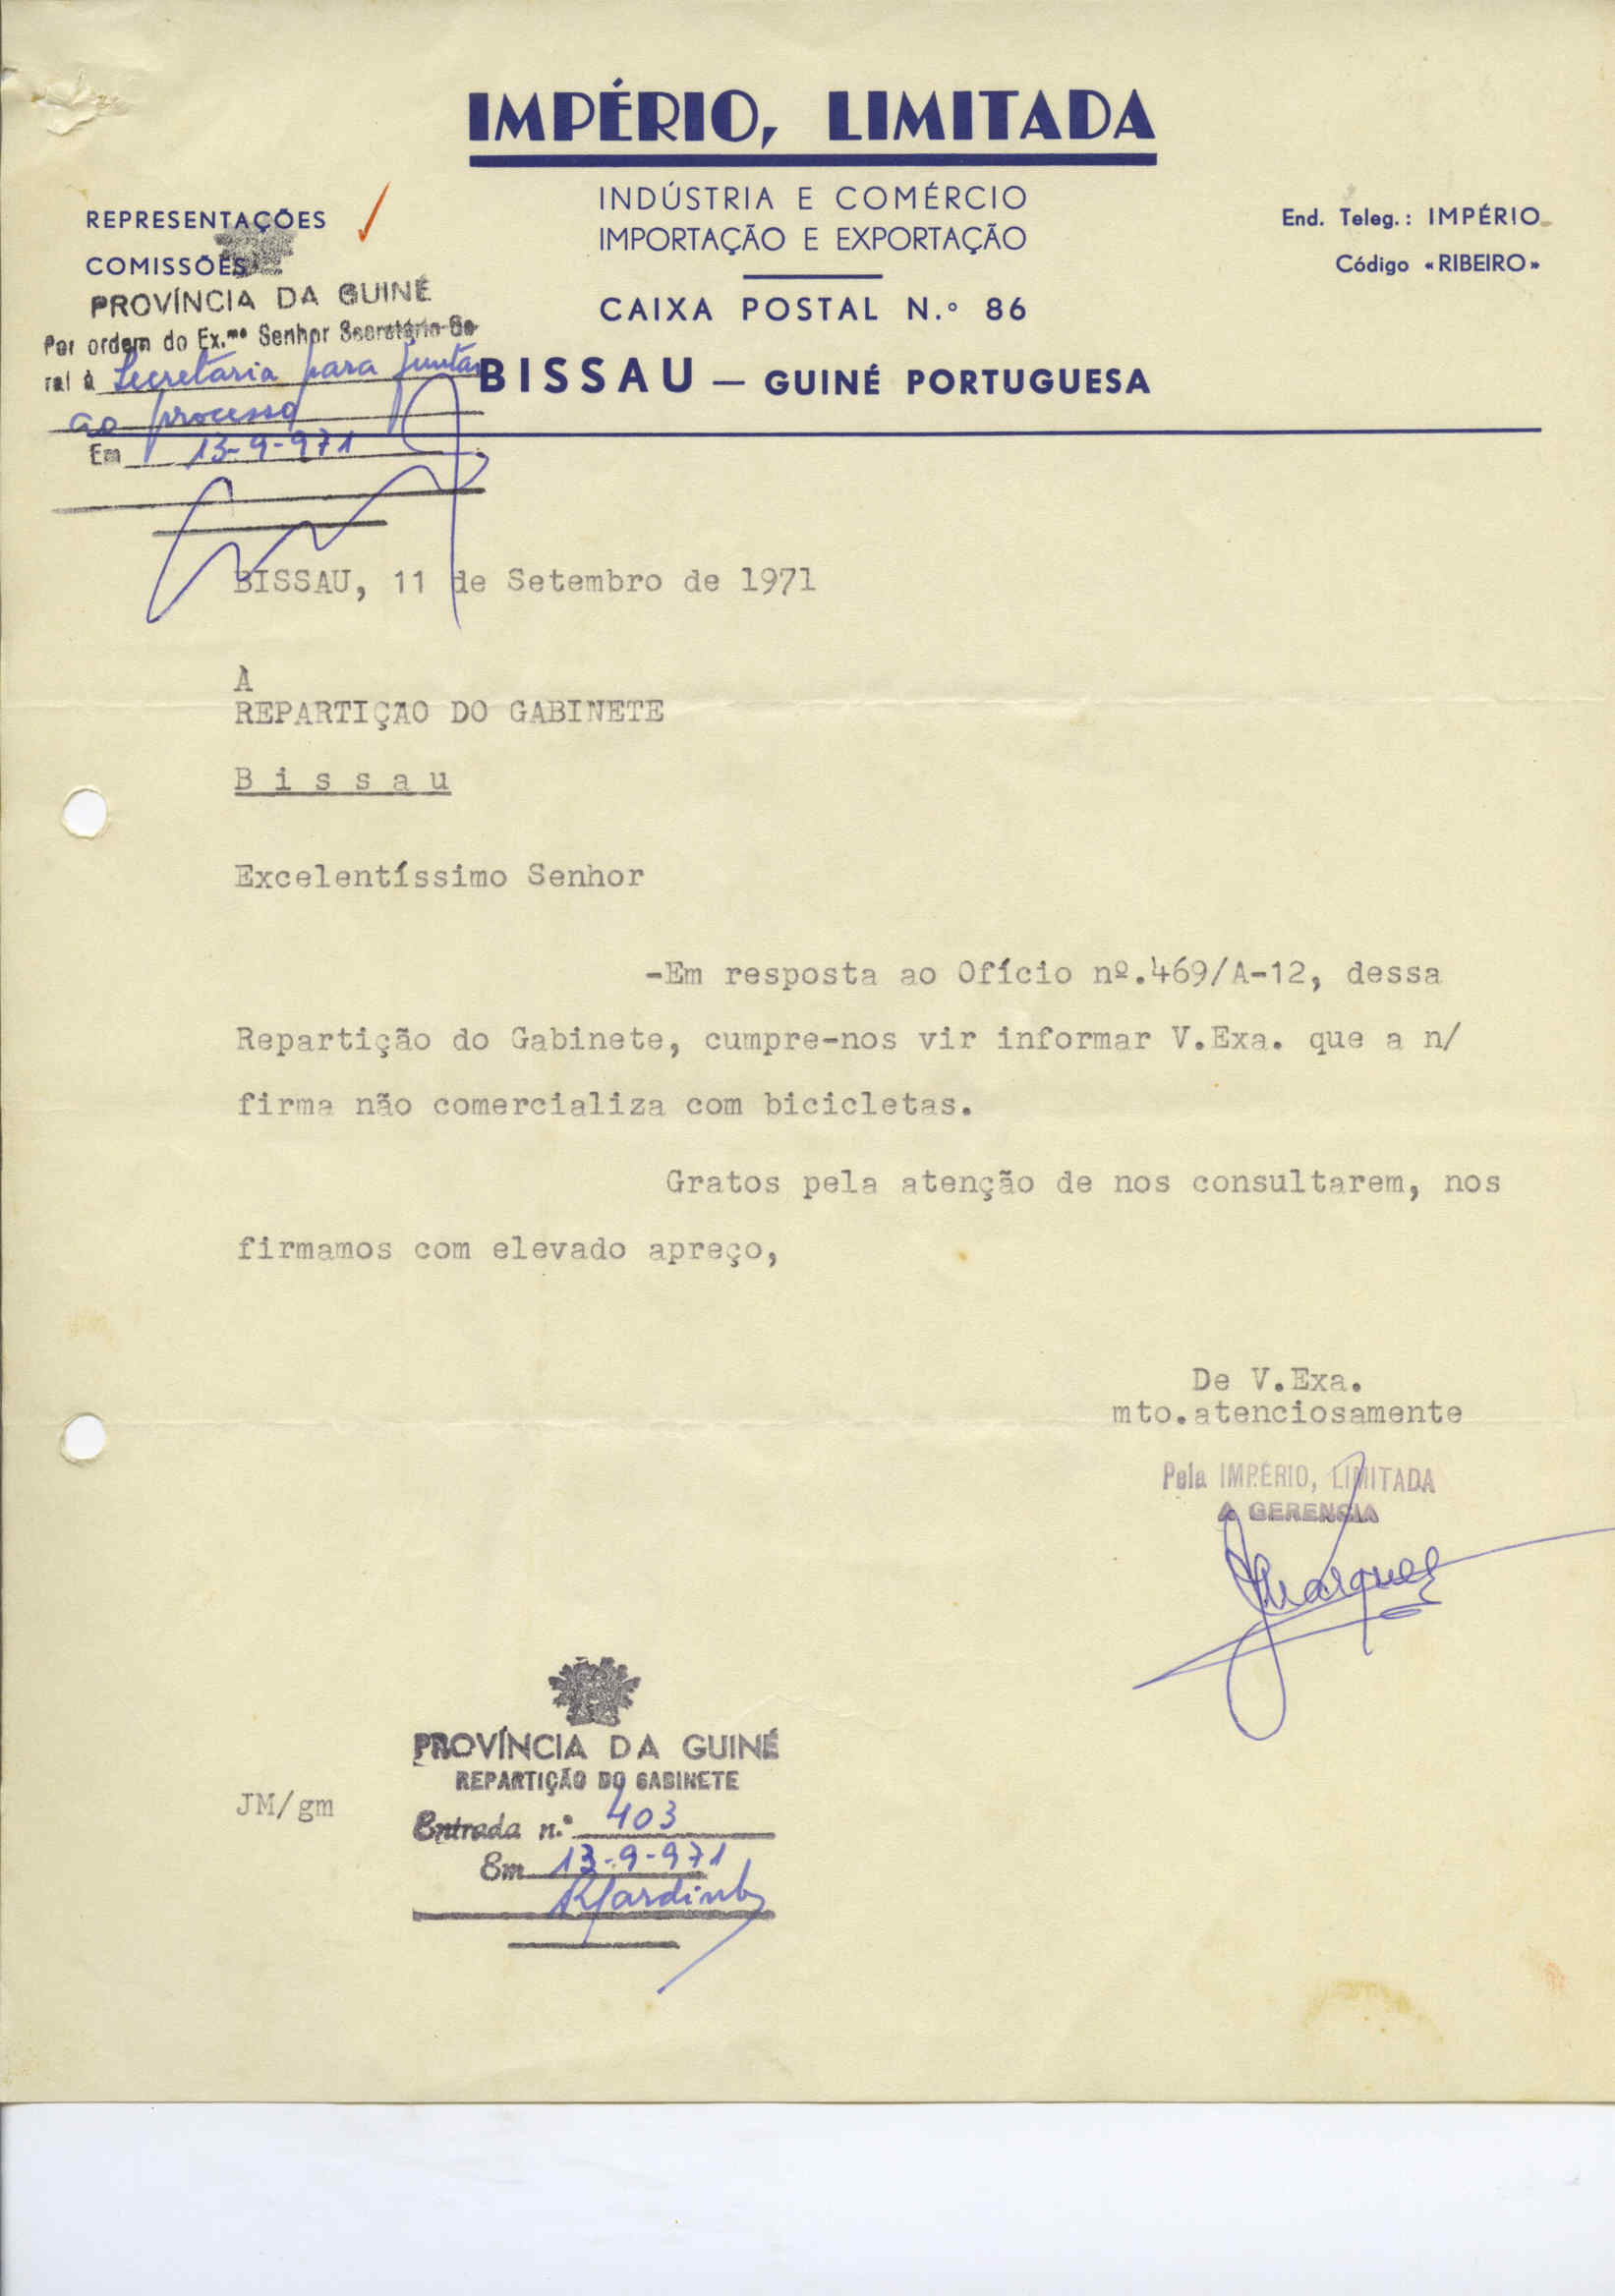 IMPÉRIO, LIMITADA
INDÚSTRIA E COMÉRCIO
IMPORTAÇÃO E EXPORTAÇÃO
CAIXA POSTAL N.º 86
BISSAU — GUINÉ PORTUGUESA
REPRESENTAÇÕES
COMISSÕES
End. Teleg.: IMPÉRIO
Código «RIBEIRO»
PROVÍNCIA DA GUINÉ
Por ordem do Ex.mo Senhor Secretário Ge-
ral à Secretaria para juntar
ao processo
Em 13-9-971
BISSAU, 11 de Setembro de 1971
A
REPARTIÇAO DO GABINETE
B i s s a u
Excelentíssimo Senhor
-Em resposta ao Ofício nº.469/A-12, dessa
Repartição do Gabinete, cumpre-nos vir informar V.Exa. que a n/
firma não comercializa com bicicletas.
Gratos pela atenção de nos consultarem, nos
firmamos com elevado apreço,
De V.Exa.
mto.atenciosamente
Pela IMPÉRIO, LIMITADA
A GERENCIA
PROVÍNCIA DA GUINÉ
REPARTIÇÃO DO GABINETE
Entrada n.º 403
Em 13-9-971
JM/gm